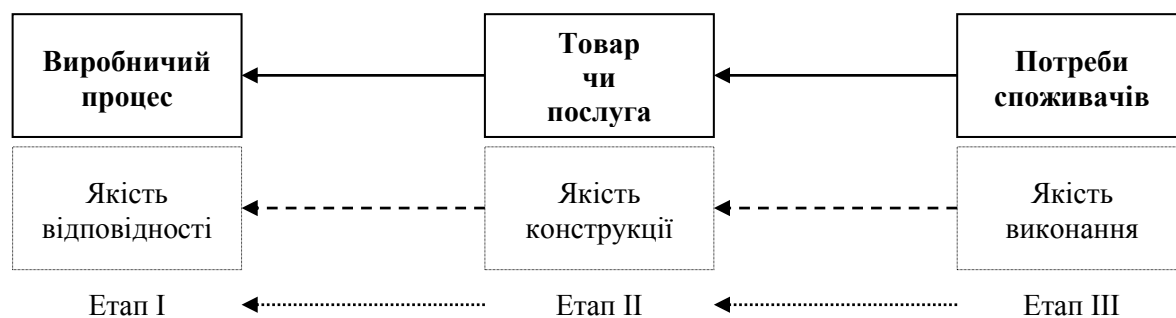 Виробничий
процес
Товар
чи
послуга
Потреби
споживачів
Якість
відповідності
Якість
конструкції
Якість
виконання
Етап I
Етап II
Етап III